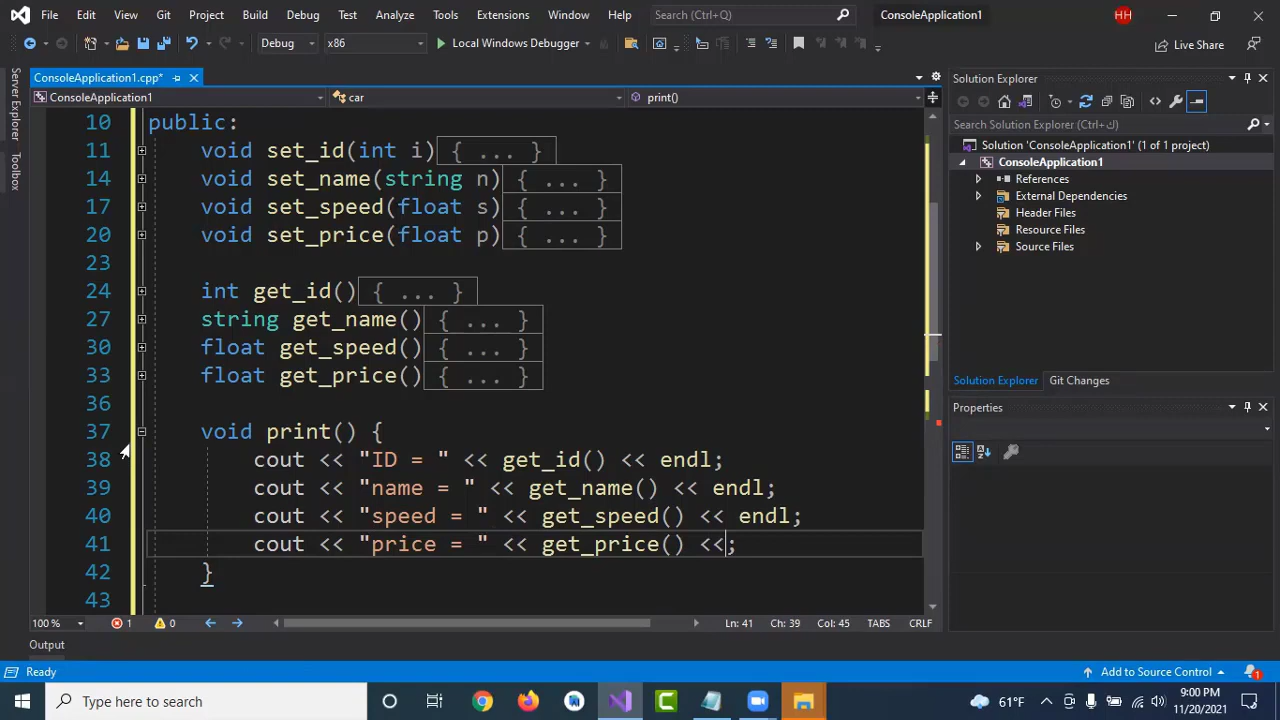 File Edit View Git Project Build Debug Test Analyze Tools Extensions Window Help Search (Ctrl+Q) ConsoleApplication1 HH
Debug x86 Local Windows Debugger Live Share
ConsoleApplication1.cpp*
ConsoleApplication1 car print()
Server Explorer
Toolbox
10 public:
11 void set_id(int i) { ... }
14 void set_name(string n) { ... }
17 void set_speed(float s) { ... }
20 void set_price(float p) { ... }
23
24 int get_id() { ... }
27 string get_name() { ... }
30 float get_speed() { ... }
33 float get_price() { ... }
36
37 void print() {
38 cout << "ID = " << get_id() << endl;
39 cout << "name = " << get_name() << endl;
40 cout << "speed = " << get_speed() << endl;
41 cout << "price = " << get_price() <<;
42 }
43
100 % 1 0 Ln: 41 Ch: 39 Col: 45 TABS CRLF
Output
Solution Explorer
Solution 'ConsoleApplication1' (1 of 1 project)
ConsoleApplication1
References
External Dependencies
Header Files
Resource Files
Source Files
Solution Explorer Git Changes
Properties
Ready Add to Source Control 1
Type here to search 61°F 9:00 PM
11/20/2021